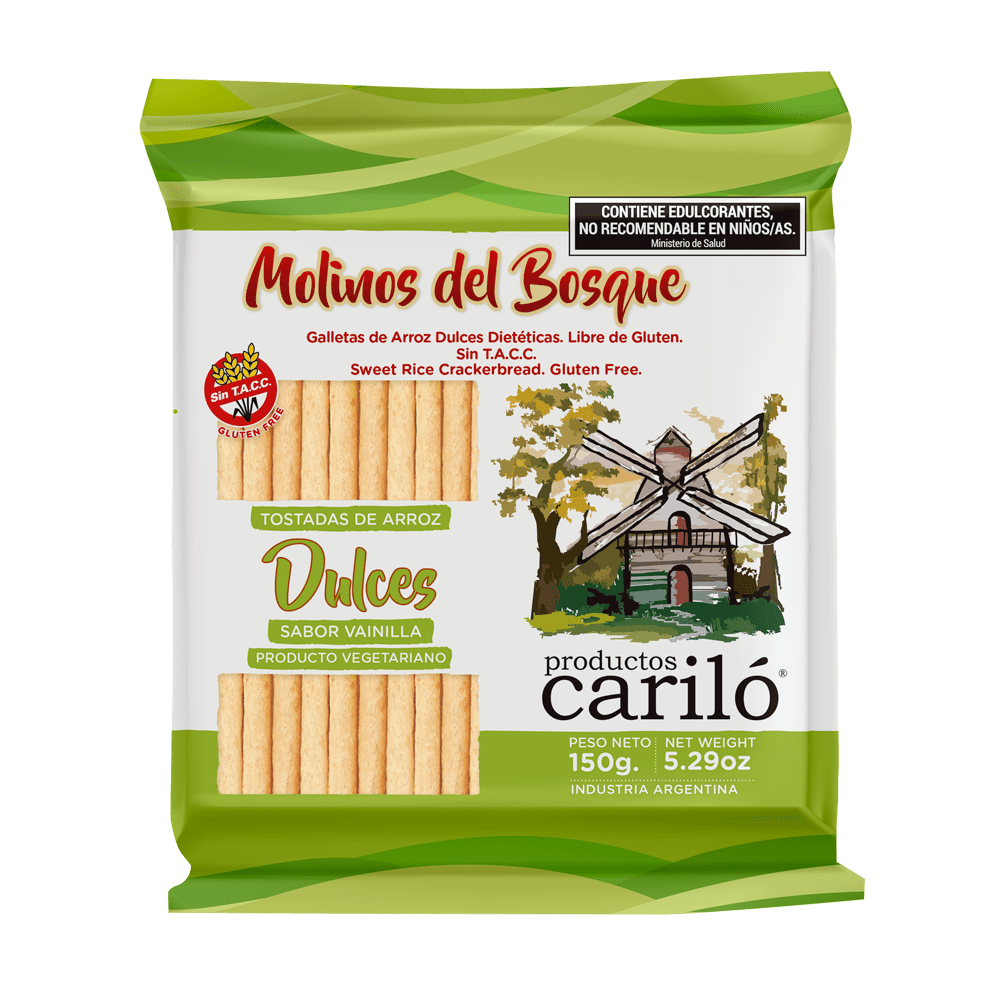 CONTIENE EDULCORANTES,
NO RECOMENDABLE EN NIÑOS/AS.
Ministerio de Salud
Molinos del Bosque
Galletas de Arroz Dulces Dietéticas. Libre de Gluten.
Sin T.A.C.C.
Sweet Rice Crackerbread. Gluten Free.
Sin T.A.C.C.
GLUTEN FREE
TOSTADAS DE ARROZ
Dulces
SABOR VAINILLA
PRODUCTO VEGETARIANO
productos
cariló®
PESO NETO NET WEIGHT
150g. 5.29oz
INDUSTRIA ARGENTINA